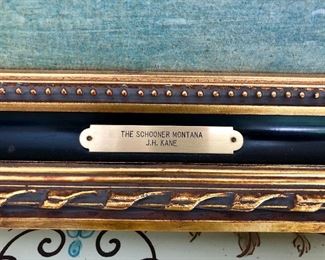 THE SCHOONER MONTANA
J.H. KANE